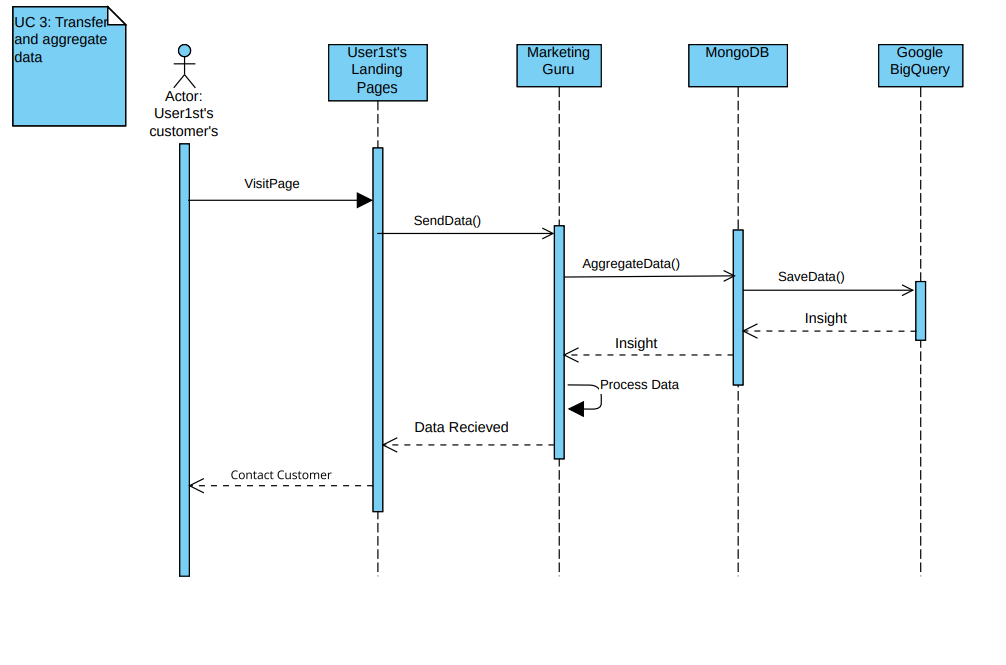 UC 3: Transfer
and aggregate
data
Actor:
User1st's
customer's
User1st's
Landing
Pages
Marketing
Guru
MongoDB
Google
BigQuery
VisitPage
SendData()
AggregateData()
SaveData()
Insight
Insight
Process Data
Data Recieved
Contact Customer